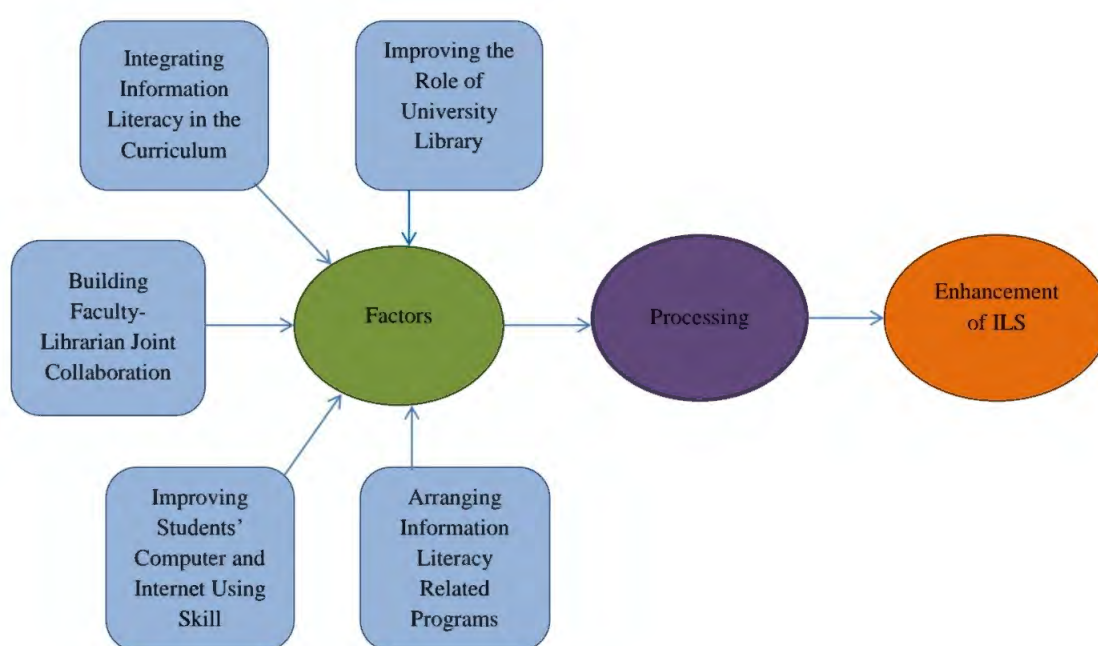 Integrating
Information
Literacy in the
Curriculum
Improving the
Role of
University
Library
Building
Faculty-
Librarian Joint
Collaboration
Factors
Processing
Enhancement
of ILS
Improving
Students’
Computer and
Internet Using
Skill
Arranging
Information
Literacy
Related
Programs